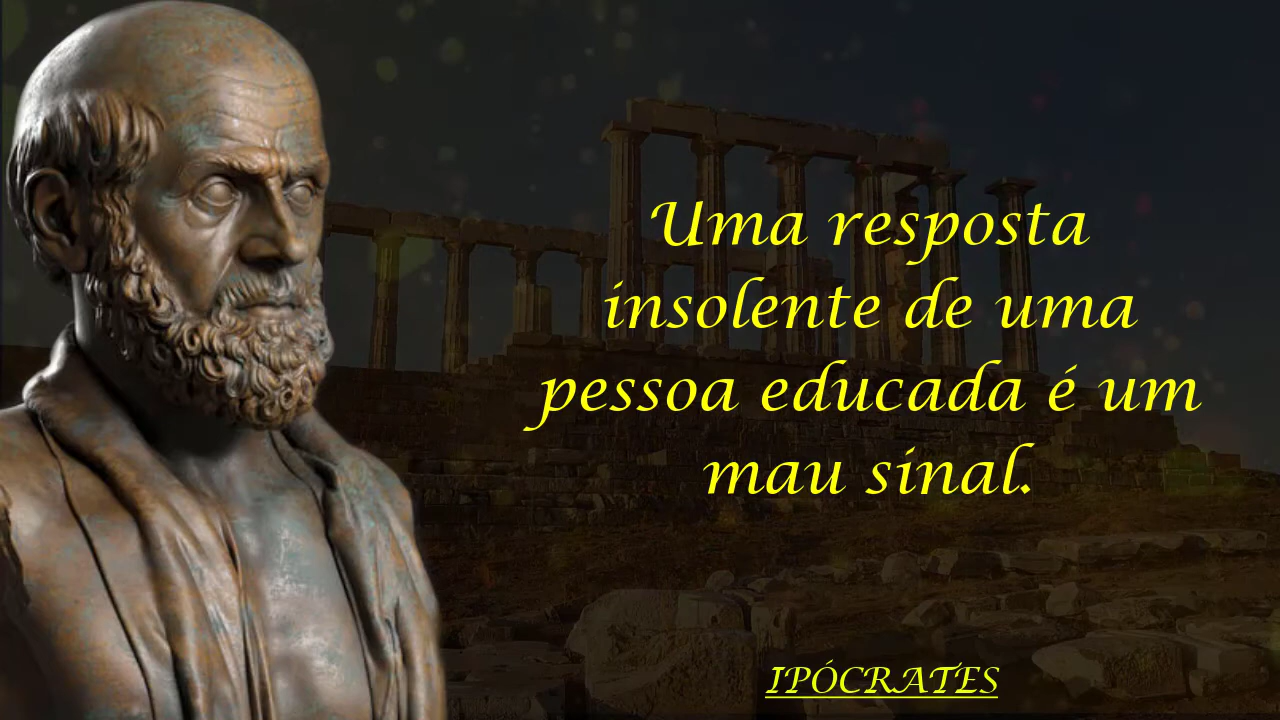 Uma resposta
insolente de uma
pessoa educada é um
mau sinal.
IPÓCRATES